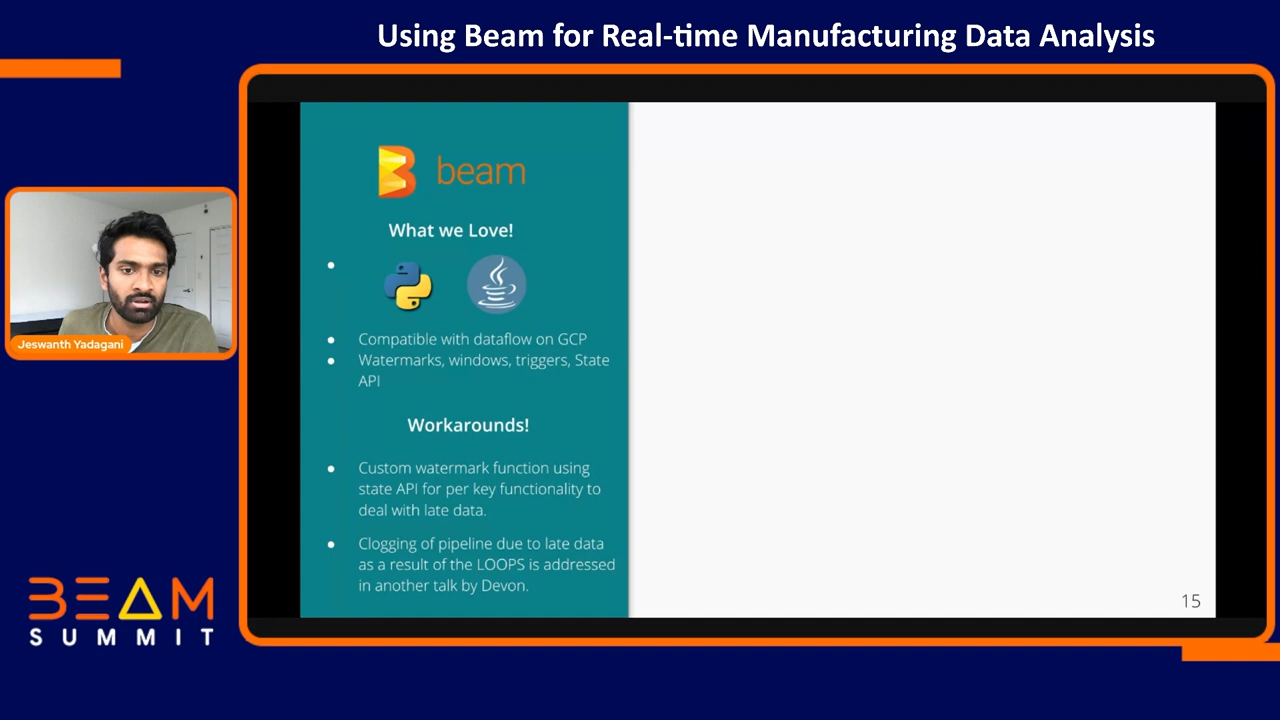 Using Beam for Real-time Manufacturing Data Analysis
beam
What we Love!
Compatible with dataflow on GCP
Watermarks, windows, triggers, State
API
Workarounds!
Custom watermark function using
state API for per key functionality to
deal with late data.
Clogging of pipeline due to late data
as a result of the LOOPS is addressed
in another talk by Devon.
15
Jeswanth Yadagani
BEAM
SUMMIT